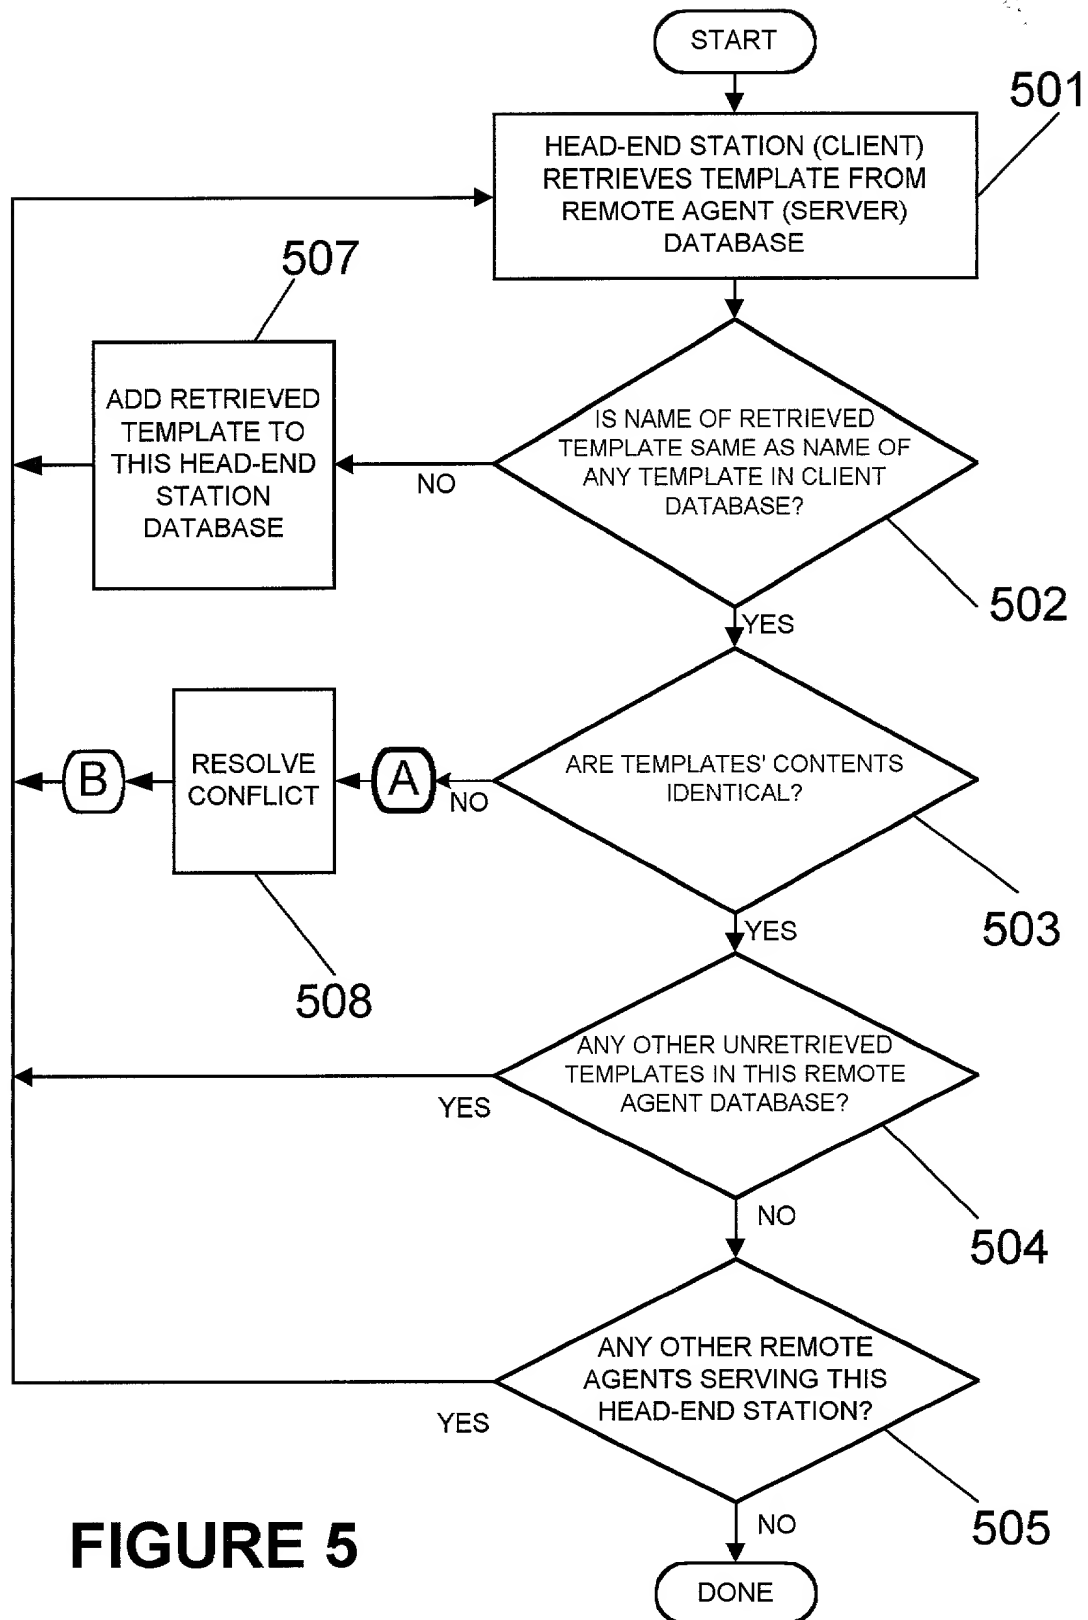 START
501
HEAD-END STATION (CLIENT)
RETRIEVES TEMPLATE FROM
REMOTE AGENT (SERVER)
DATABASE
507
ADD RETRIEVED
TEMPLATE TO
THIS HEAD-END
STATION
DATABASE
NO
IS NAME OF RETRIEVED
TEMPLATE SAME AS NAME OF
ANY TEMPLATE IN CLIENT
DATABASE?
502
YES
B
RESOLVE
CONFLICT
A
NO
ARE TEMPLATES' CONTENTS
IDENTICAL?
503
508
YES
ANY OTHER UNRETRIEVED
TEMPLATES IN THIS REMOTE
AGENT DATABASE?
YES
504
NO
ANY OTHER REMOTE
AGENTS SERVING THIS
HEAD-END STATION?
YES
505
NO
FIGURE 5
DONE